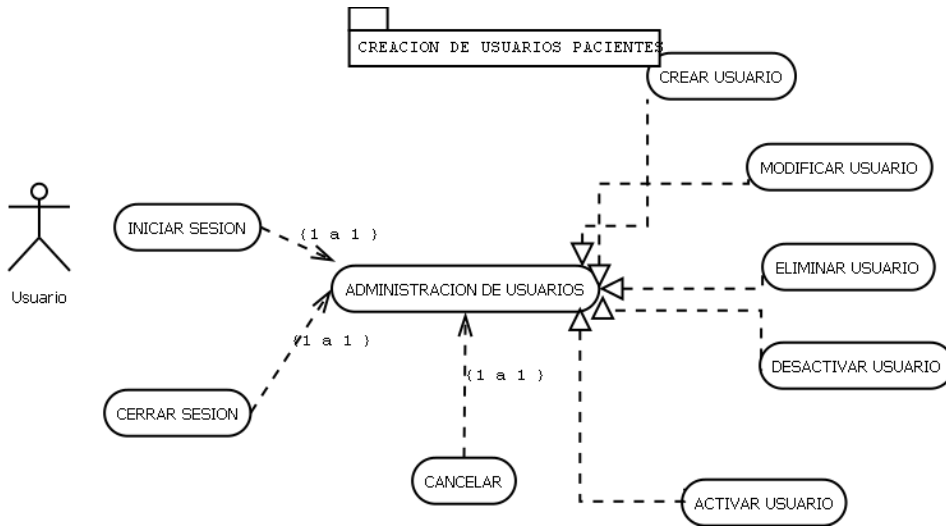 CREACION DE USUARIOS PACIENTES
CREAR USUARIO
MODIFICAR USUARIO
INICIAR SESION
{1 a 1 }
ELIMINAR USUARIO
Usuario
ADMINISTRACION DE USUARIOS
{1 a 1 }
DESACTIVAR USUARIO
{1 a 1 }
CERRAR SESION
CANCELAR
ACTIVAR USUARIO